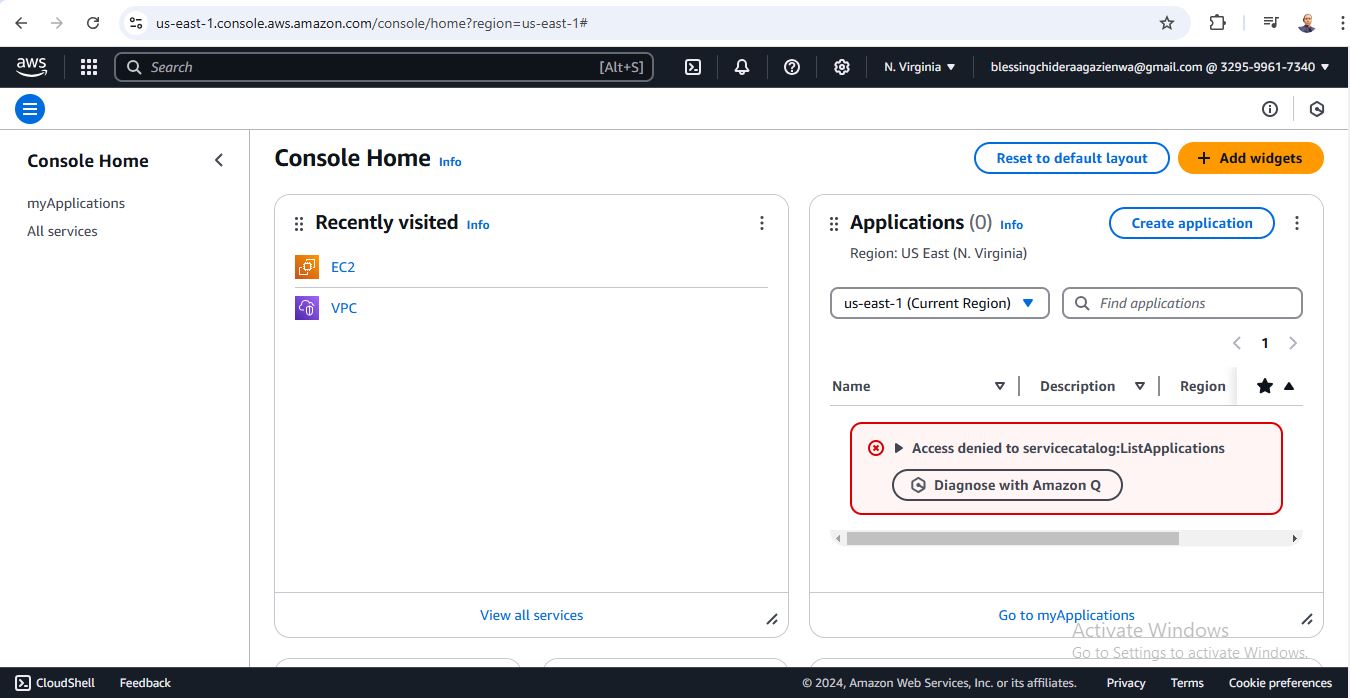 us-east-1.console.aws.amazon.com/console/home?region=us-east-1#
aws
Search
[Alt+S]
N. Virginia
blessingchideraagazienwa@gmail.com @ 3295-9961-7340
Console Home
myApplications
All services
Console Home Info
Reset to default layout
+ Add widgets
Recently visited Info
EC2
VPC
View all services
Applications (0) Info
Create application
Region: US East (N. Virginia)
us-east-1 (Current Region)
Find applications
1
Name
Description
Region
Access denied to servicecatalog:ListApplications
Diagnose with Amazon Q
Go to myApplications
Activate Windows
Go to Settings to activate Windows.
CloudShell
Feedback
© 2024, Amazon Web Services, Inc. or its affiliates.
Privacy
Terms
Cookie preferences